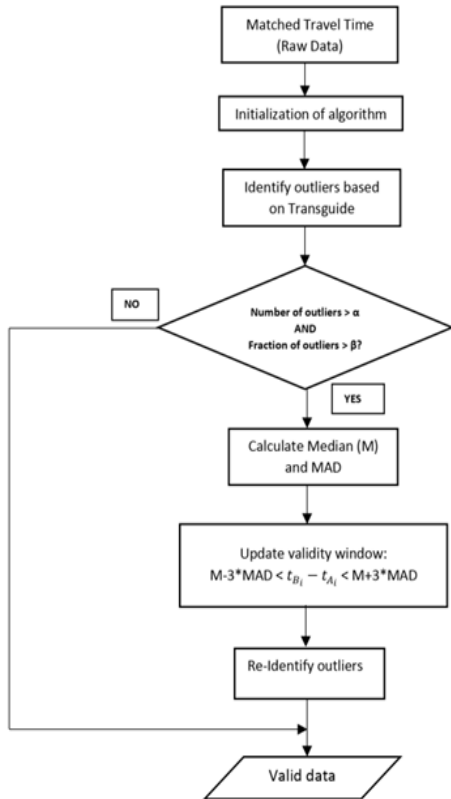 Matched Travel Time
(Raw Data)
Initialization of algorithm
Identify outliers based
on Transguide
NO
Number of outliers > α
AND
Fraction of outliers > β?
YES
Calculate Median (M)
and MAD
Update validity window:
M-3*MAD < t_{B_i} − t_{A_i} < M+3*MAD
Re-Identify outliers
Valid data